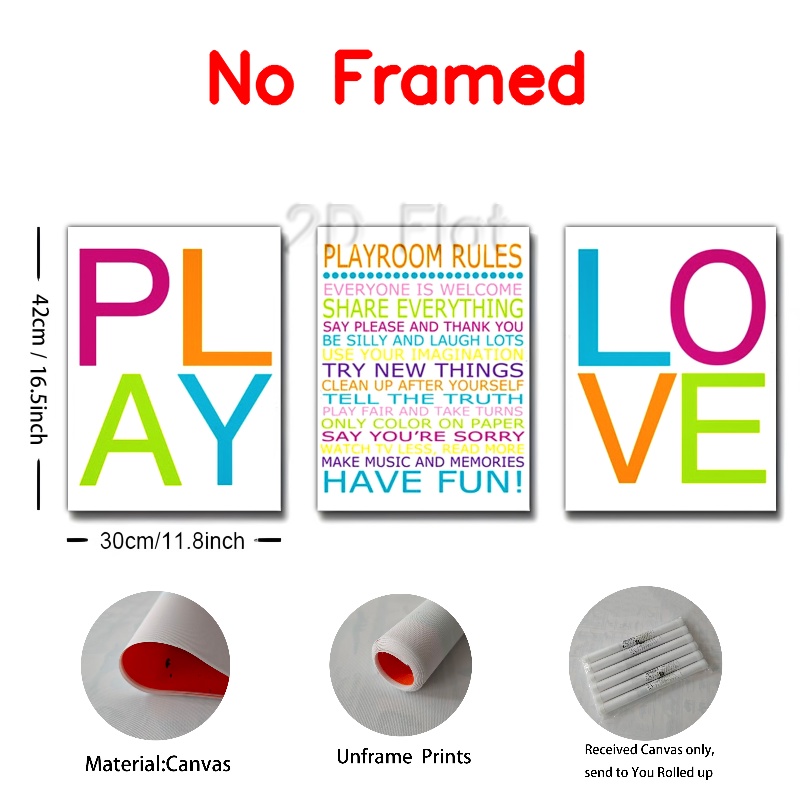 No Framed
2D Flat
PL
AY
PLAYROOM RULES
EVERYONE IS WELCOME
SHARE EVERYTHING
SAY PLEASE AND THANK YOU
BE SILLY AND LAUGH LOTS
USE YOUR IMAGINATION
TRY NEW THINGS
CLEAN UP AFTER YOURSELF
TELL THE TRUTH
PLAY FAIR AND TAKE TURNS
ONLY COLOR ON PAPER
SAY YOU'RE SORRY
WATCH TV LESS, READ MORE
MAKE MUSIC AND MEMORIES
HAVE FUN!
LO
VE
42cm / 16.5inch
30cm/11.8inch
Material:Canvas
Unframe Prints
Received Canvas only,
send to You Rolled up